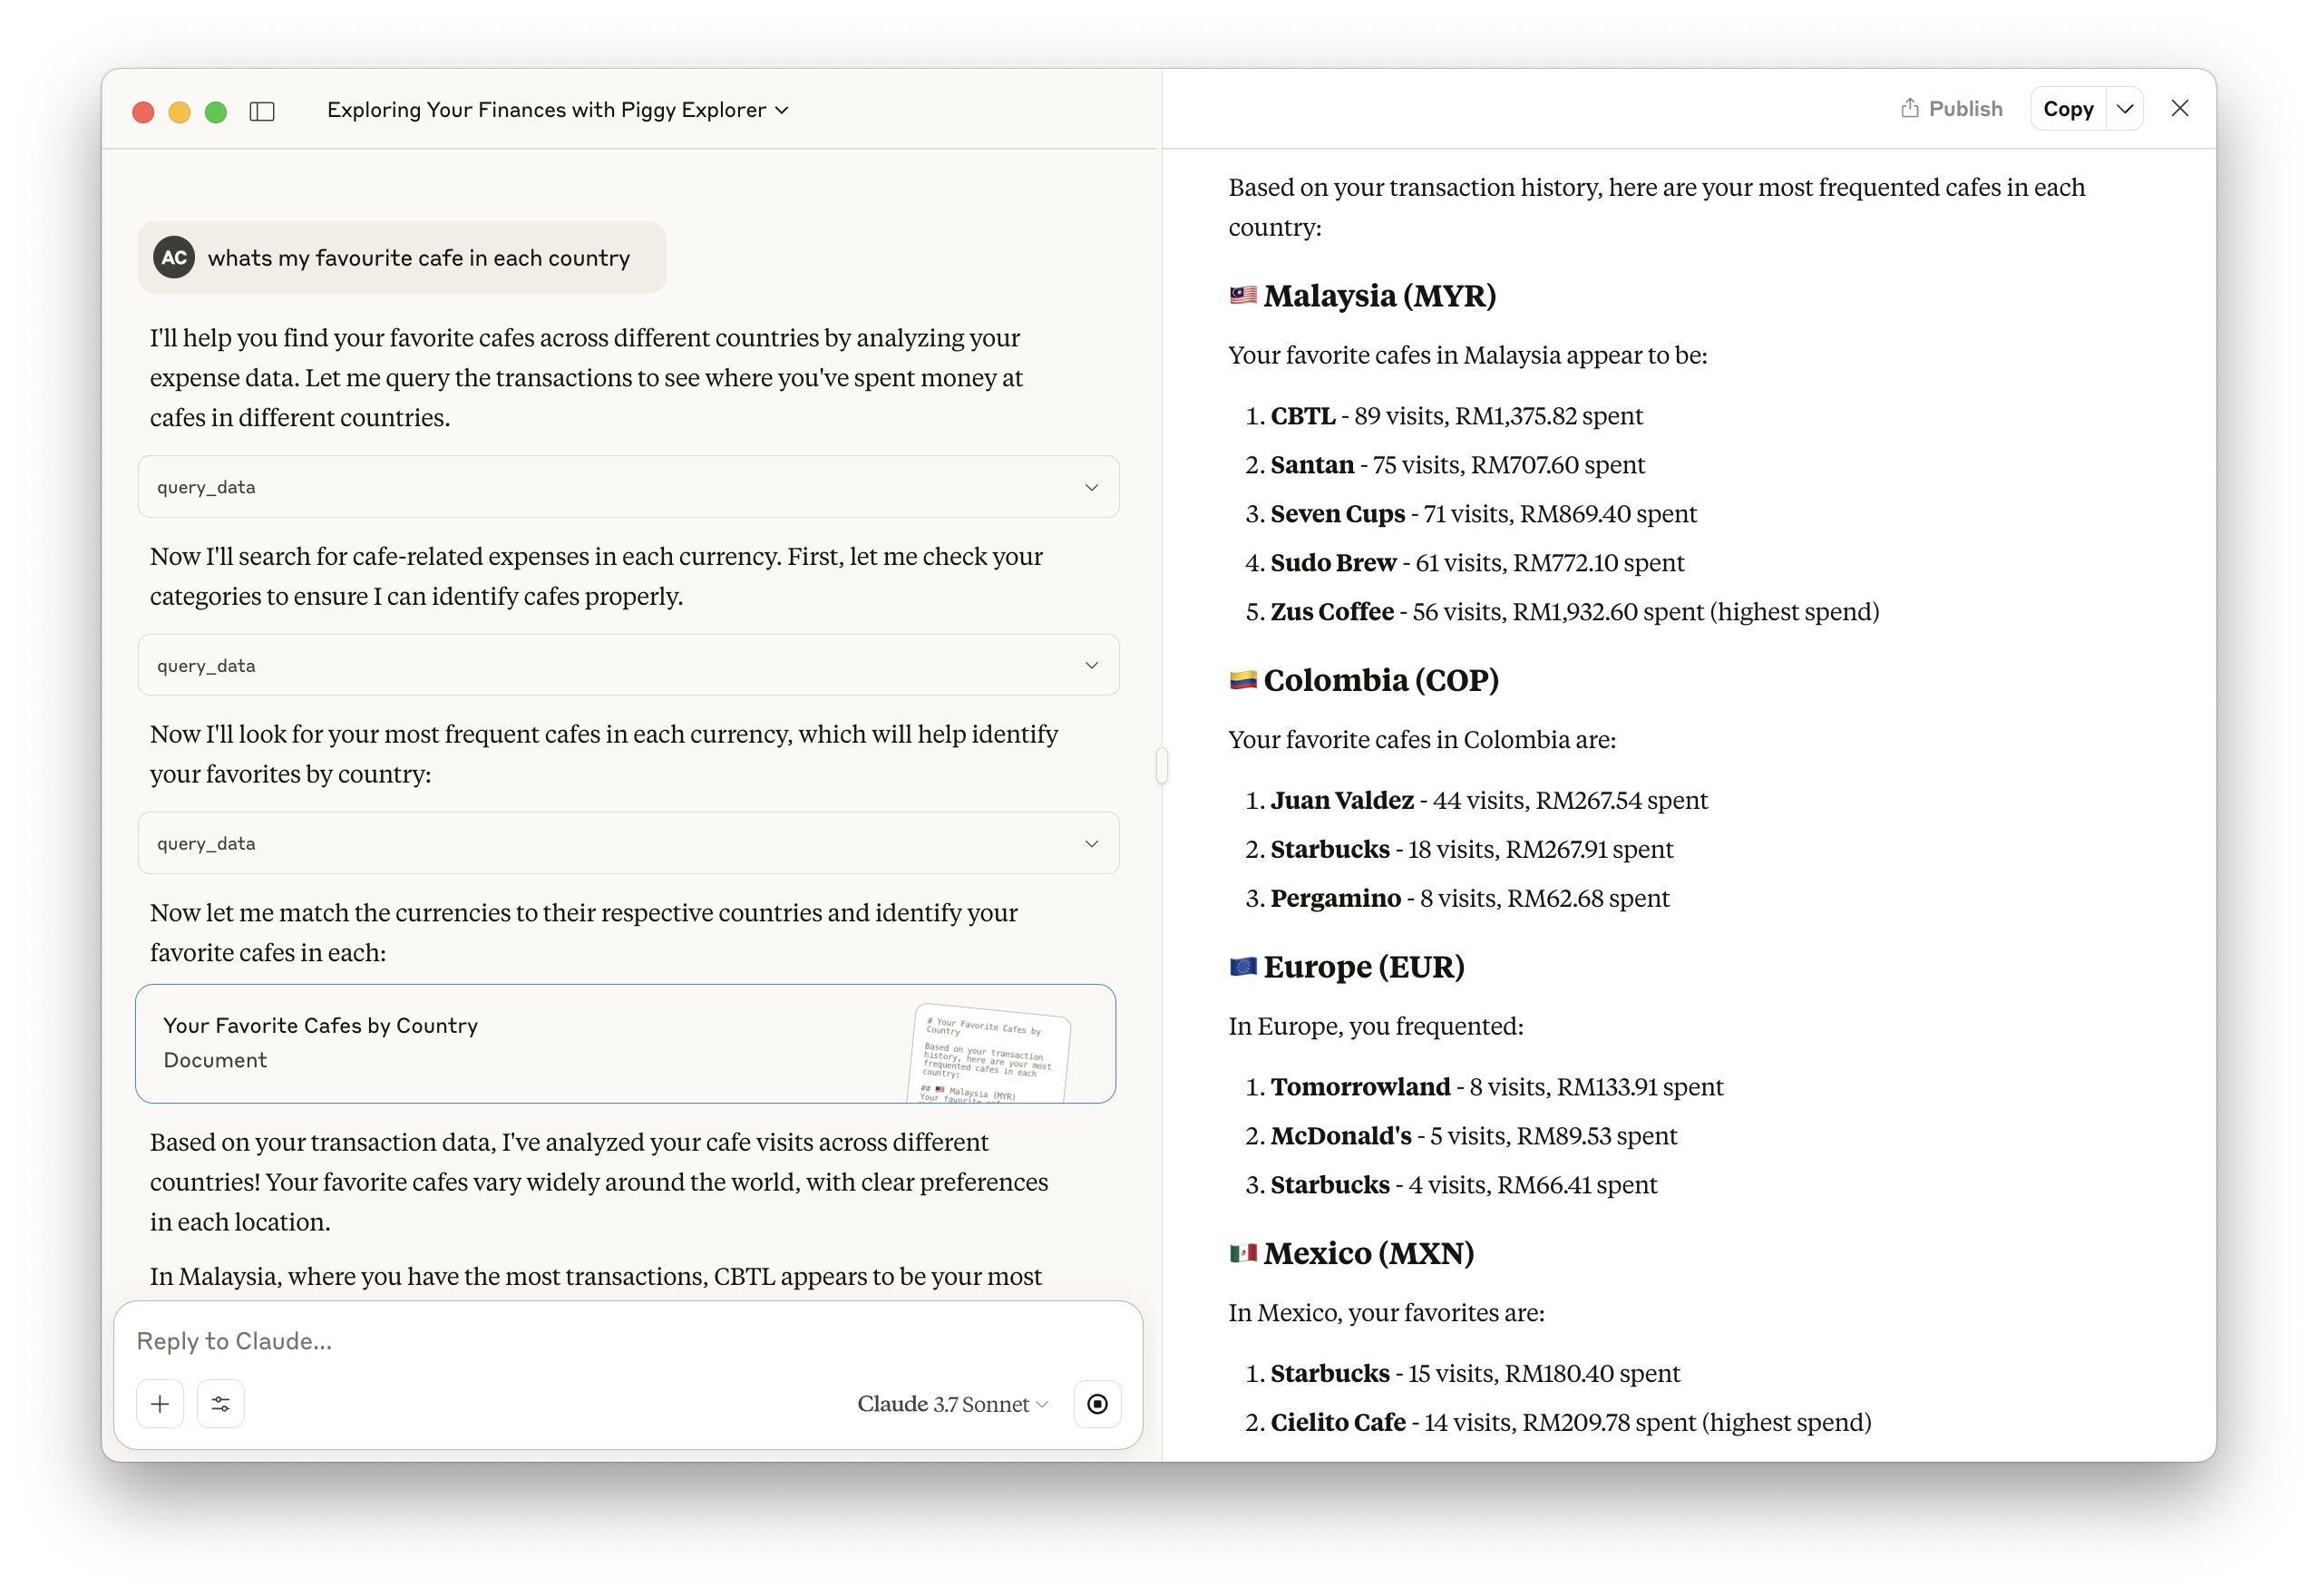 Exploring Your Finances with Piggy Explorer
AC
whats my favourite cafe in each country
I'll help you find your favorite cafes across different countries by analyzing your
expense data. Let me query the transactions to see where you've spent money at
cafes in different countries.
query_data
Now I'll search for cafe-related expenses in each currency. First, let me check your
categories to ensure I can identify cafes properly.
query_data
Now I'll look for your most frequent cafes in each currency, which will help identify
your favorites by country:
query_data
Now let me match the currencies to their respective countries and identify your
favorite cafes in each:
Your Favorite Cafes by Country
Document
# Your Favorite Cafes by
Country
Based on your transaction
history, here are your most
frequented cafes in each
country:
## 🇲🇾 Malaysia (MYR)
Your favorite
Based on your transaction data, I've analyzed your cafe visits across different
countries! Your favorite cafes vary widely around the world, with clear preferences
in each location.
In Malaysia, where you have the most transactions, CBTL appears to be your most
Reply to Claude...
Claude 3.7 Sonnet
Publish
Copy
Based on your transaction history, here are your most frequented cafes in each
country:
🇲🇾 Malaysia (MYR)
Your favorite cafes in Malaysia appear to be:
1. CBTL - 89 visits, RM1,375.82 spent
2. Santan - 75 visits, RM707.60 spent
3. Seven Cups - 71 visits, RM869.40 spent
4. Sudo Brew - 61 visits, RM772.10 spent
5. Zus Coffee - 56 visits, RM1,932.60 spent (highest spend)
🇨🇴 Colombia (COP)
Your favorite cafes in Colombia are:
1. Juan Valdez - 44 visits, RM267.54 spent
2. Starbucks - 18 visits, RM267.91 spent
3. Pergamino - 8 visits, RM62.68 spent
🇪🇺 Europe (EUR)
In Europe, you frequented:
1. Tomorrowland - 8 visits, RM133.91 spent
2. McDonald's - 5 visits, RM89.53 spent
3. Starbucks - 4 visits, RM66.41 spent
🇲🇽 Mexico (MXN)
In Mexico, your favorites are:
1. Starbucks - 15 visits, RM180.40 spent
2. Cielito Cafe - 14 visits, RM209.78 spent (highest spend)